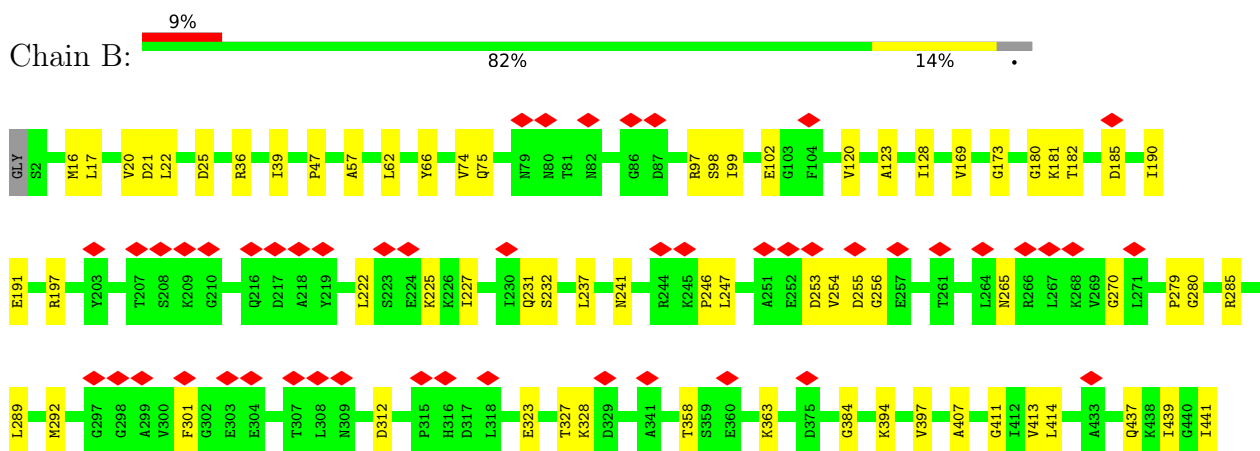 9%
Chain B:
82% 14% •
GLY S2 M16 L17 V20 D21 L22 D25 R36 I39 P47 A57 L62 Y66 V74 Q75 N79 N80 T81 N82 G86 D87 R97 S98 I99 E102 G103 F104 V120 A123 I128 V169 G173 G180 K181 T182 D185 I190
E191 R197 Y203 T207 S208 K209 G210 Q216 D217 A218 Y219 L222 S223 E224 K225 K226 I227 I230 Q231 S232 L237 N241 R244 K245 P246 L247 A251 E252 D253 V254 D255 G256 E257 T261 L264 N265 R266 L267 K268 V269 G270 L271 P279 G280 R285
L289 M292 G297 G298 A299 V300 F301 G302 E303 E304 T307 L308 N309 D312 P315 H316 D317 L318 E323 T327 K328 D329 A341 T358 S359 E360 K363 D375 G384 K394 V397 A407 G411 I412 V413 L414 A433 Q437 K438 I439 G440 I441